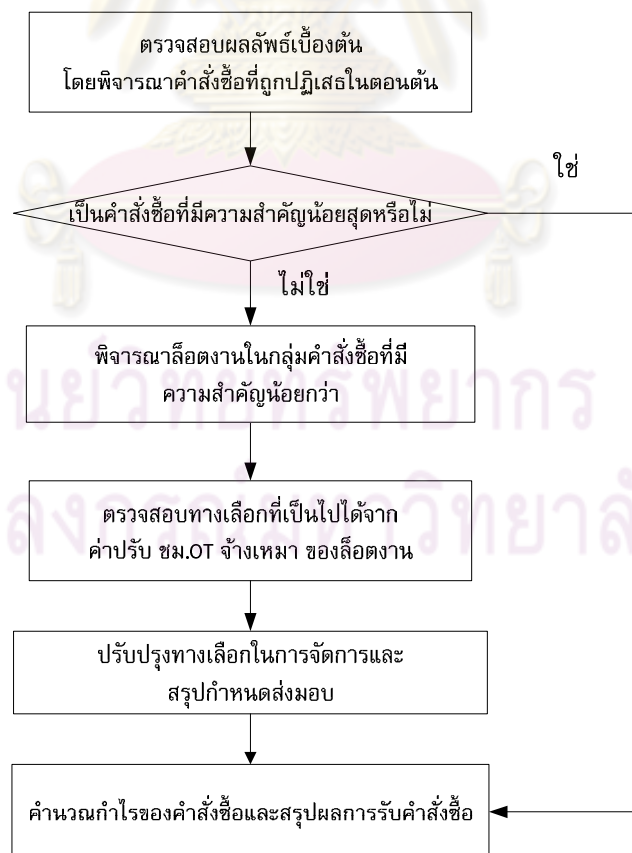 ตรวจสอบผลลัพธ์เบื้องต้น
โดยพิจารณาคำสั่งซื้อที่ถูกปฏิเสธในตอนต้น
ใช่
เป็นคำสั่งซื้อที่มีความสำคัญน้อยสุดหรือไม่
ไม่ใช่
พิจารณาล็อตงานในกลุ่มคำสั่งซื้อที่มี
ความสำคัญน้อยกว่า
ตรวจสอบทางเลือกที่เป็นไปได้จาก
ค่าปรับ ชม.OT จ้างเหมา ของล็อตงาน
ปรับปรุงทางเลือกในการจัดการและ
สรุปกำหนดส่งมอบ
คำนวณกำไรของคำสั่งซื้อและสรุปผลการรับคำสั่งซื้อ